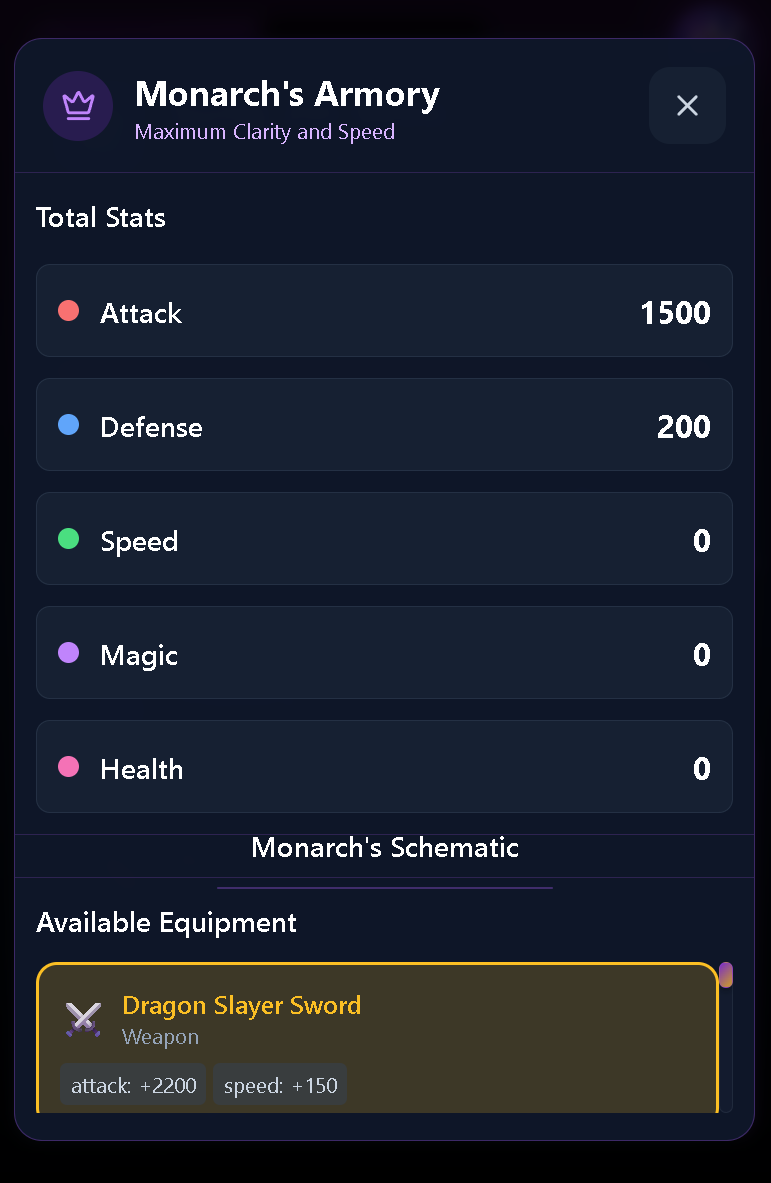 Monarch's Armory
Maximum Clarity and Speed
Total Stats
Attack 1500
Defense 200
Speed 0
Magic 0
Health 0
Monarch's Schematic
Available Equipment
Dragon Slayer Sword
Weapon
attack: +2200 speed: +150